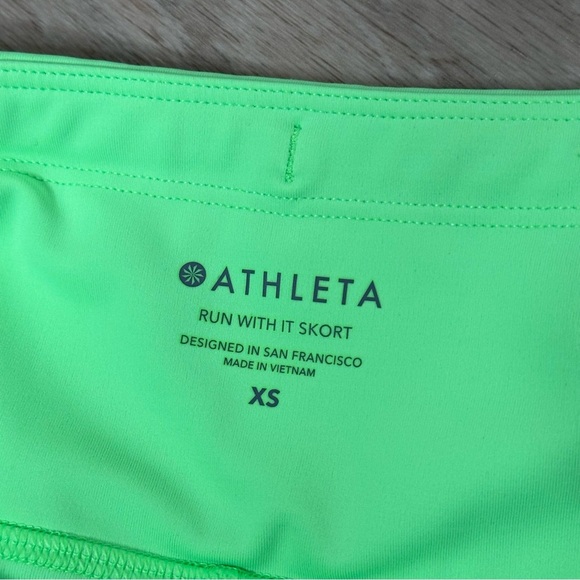 ATHLETA
RUN WITH IT SKORT
DESIGNED IN SAN FRANCISCO
MADE IN VIETNAM
XS